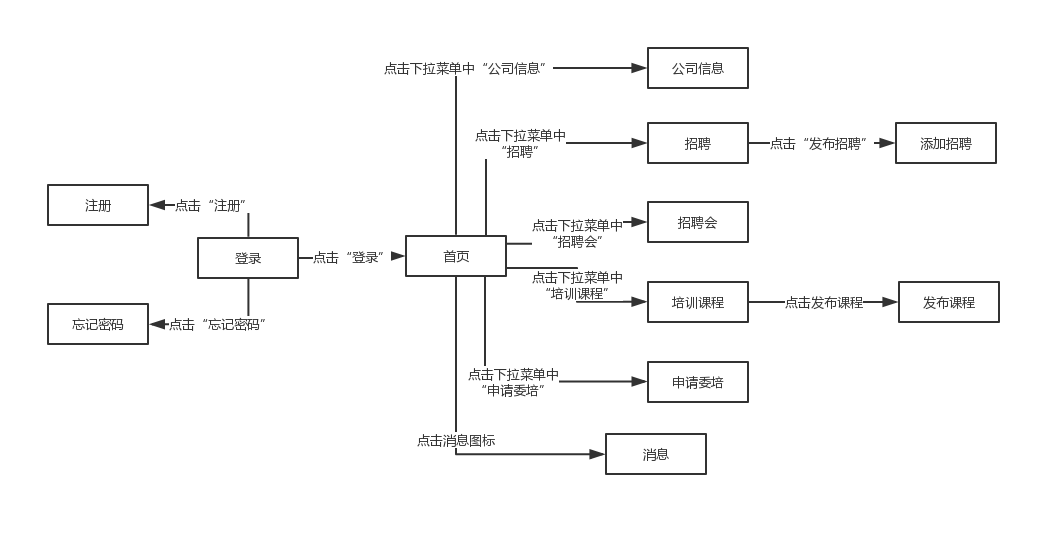 点击下拉菜单中“公司信息”
公司信息
点击下拉菜单中
“招聘”
招聘
点击“发布招聘”
添加招聘
注册
点击“注册”
点击下拉菜单中
“招聘会”
招聘会
登录
点击“登录”
首页
点击下拉菜单中
“培训课程”
培训课程
点击发布课程
发布课程
忘记密码
点击“忘记密码”
点击下拉菜单中
“申请委培”
申请委培
点击消息图标
消息